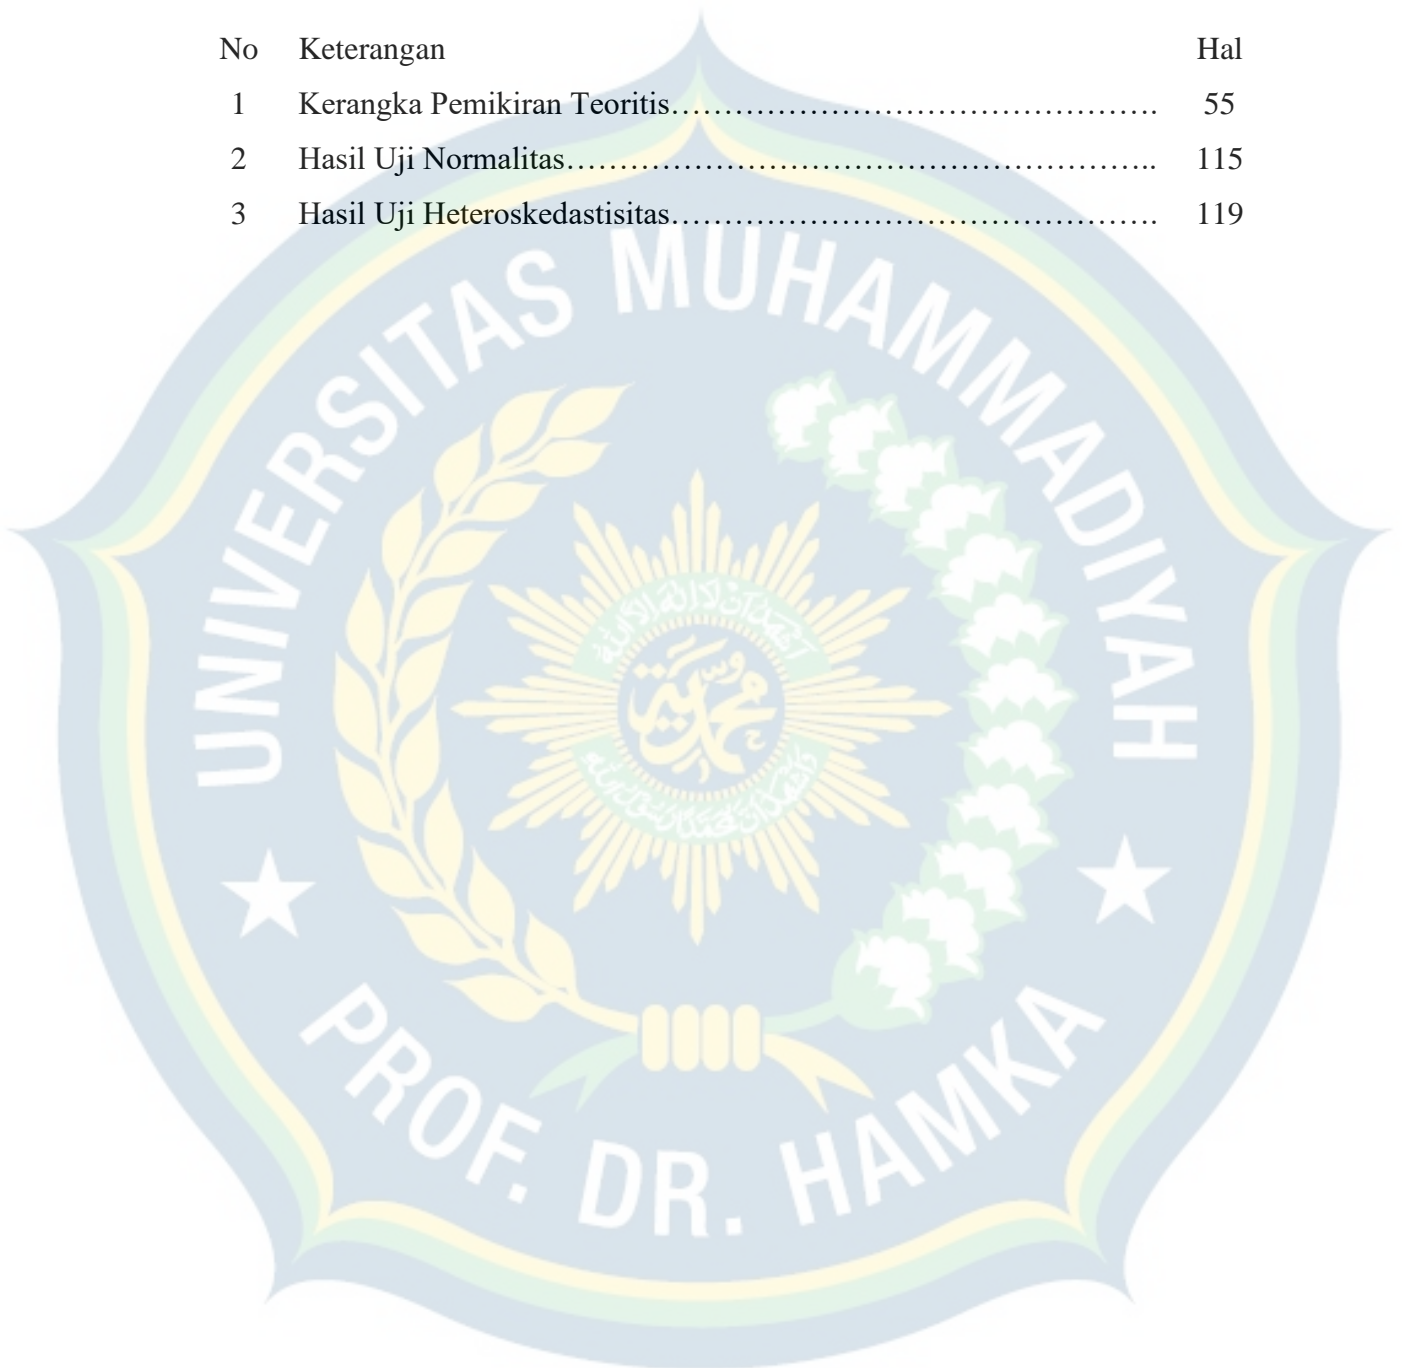 No Keterangan Hal
1 Kerangka Pemikiran Teoritis…………………………………………. 55
2 Hasil Uji Normalitas………………………………………………….. 115
3 Hasil Uji Heteroskedastisitas…………………………………………. 119
UNIVERSITAS MUHAMMADIYAH
PROF. DR. HAMKA
محمدية